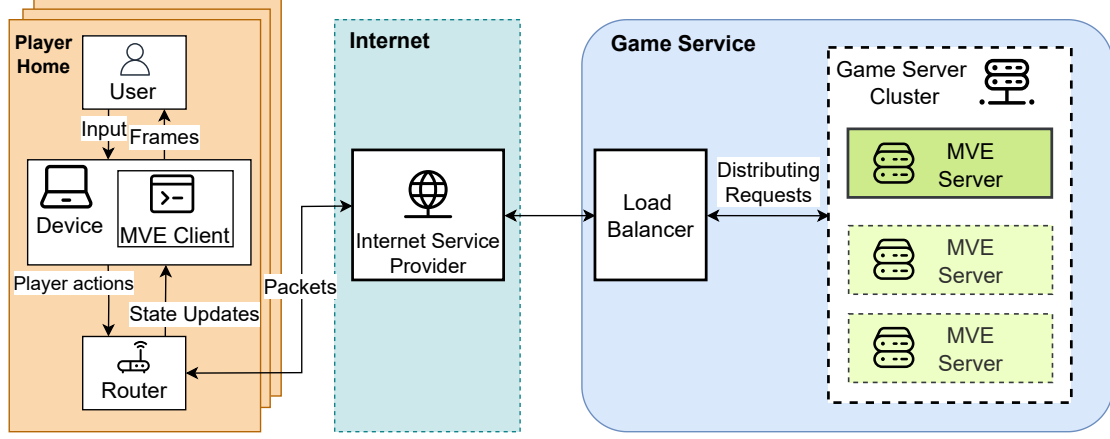 Player
Home
User
Input
Frames
Device
MVE Client
Player actions
State Updates
Router
Packets
Internet
Internet Service
Provider
Game Service
Load
Balancer
Distributing
Requests
Game Server
Cluster
MVE
Server
MVE
Server
MVE
Server